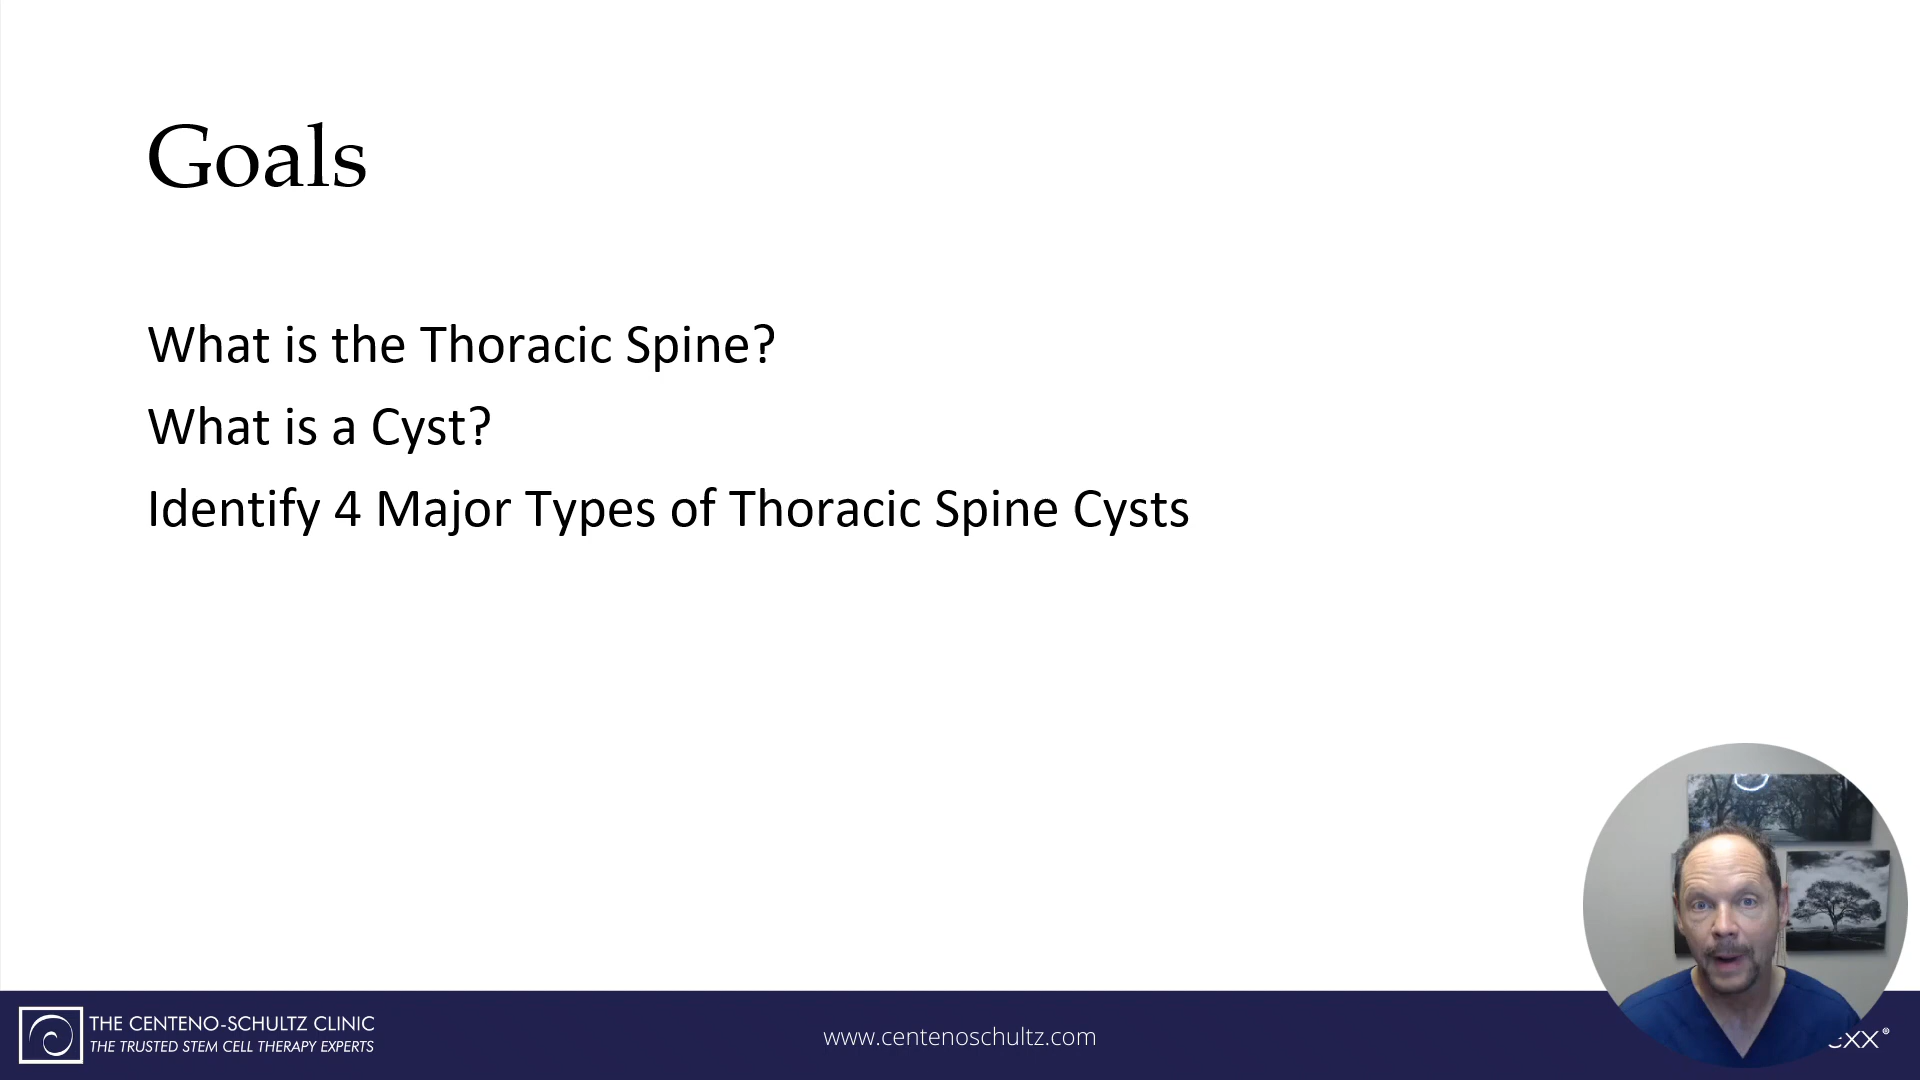 Goals
What is the Thoracic Spine?
What is a Cyst?
Identify 4 Major Types of Thoracic Spine Cysts
THE CENTENO-SCHULTZ CLINIC
THE TRUSTED STEM CELL THERAPY EXPERTS
www.centenoschultz.com